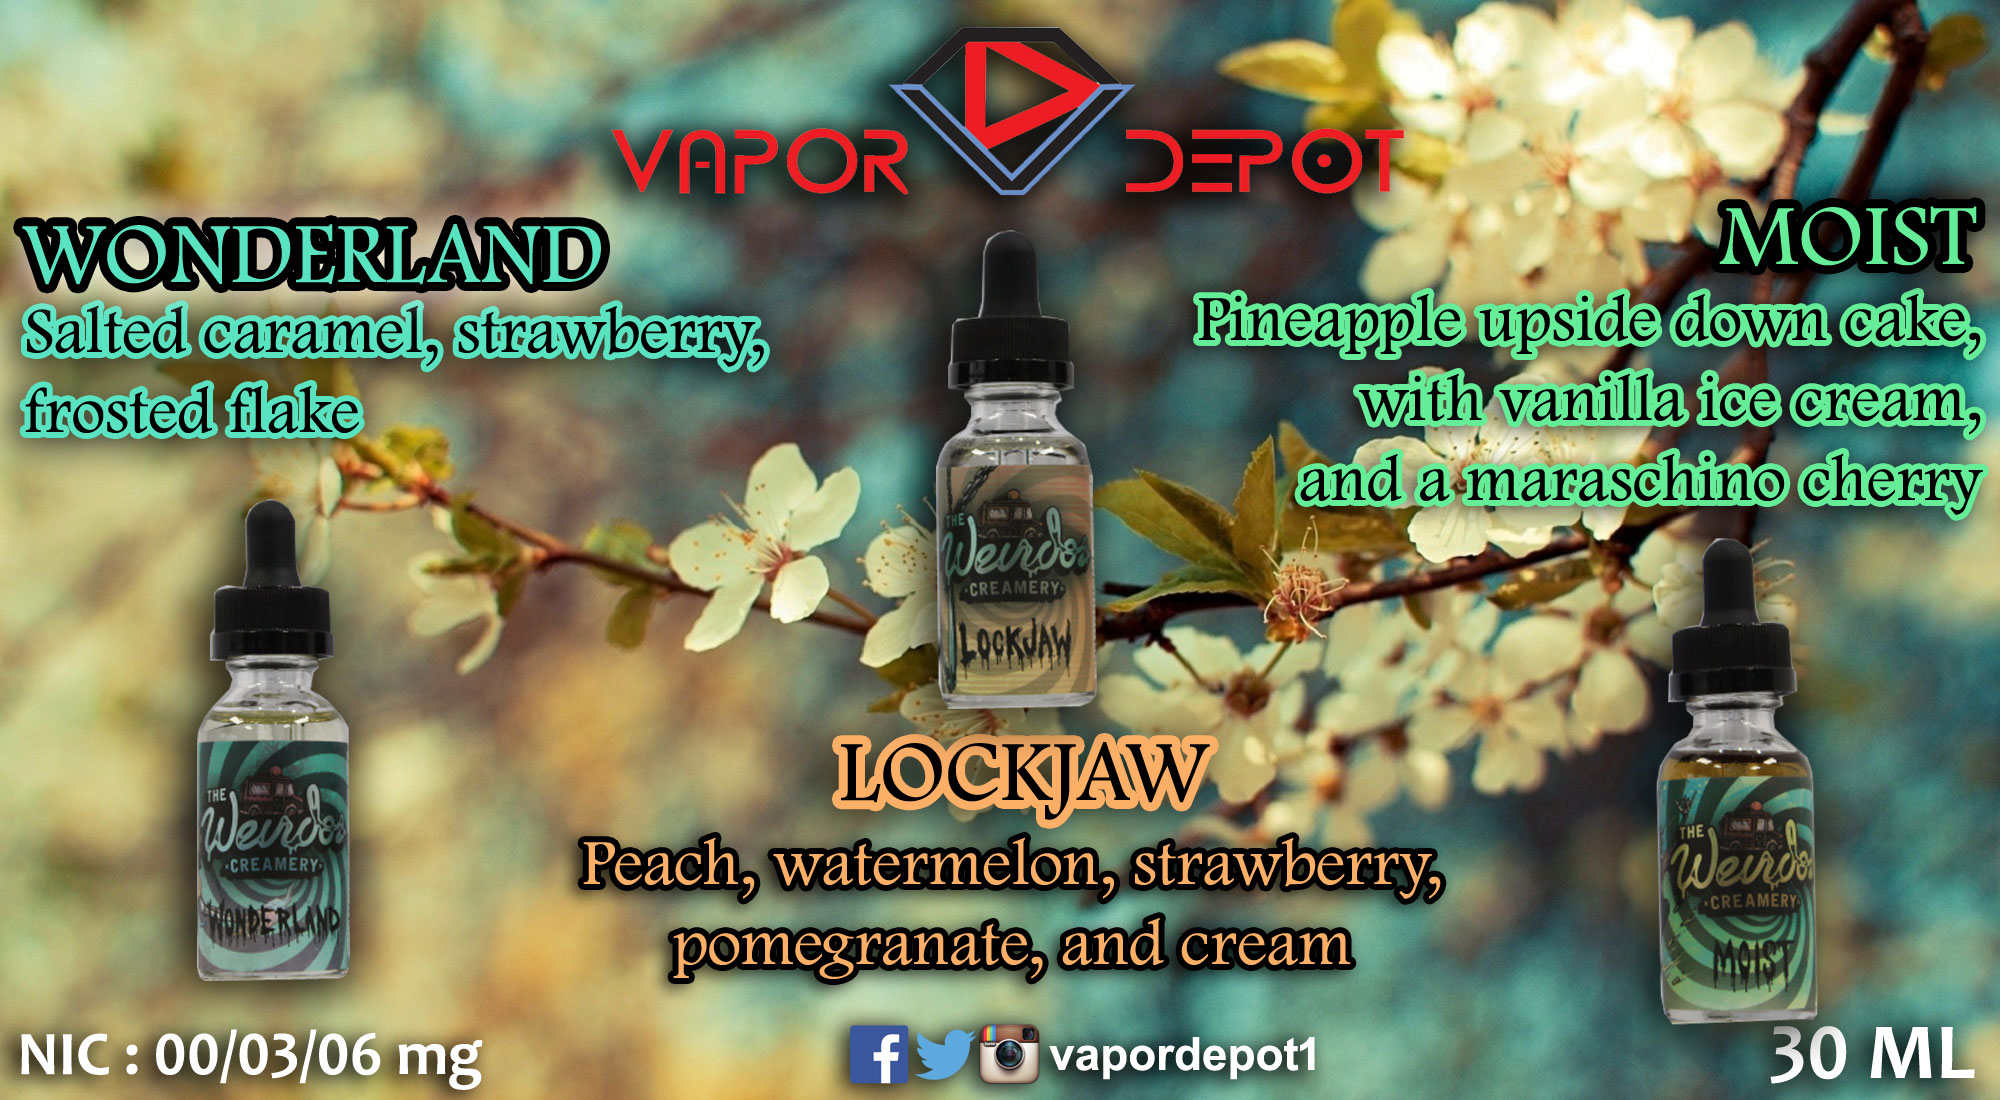 VAPOR DEPOT
WONDERLAND
Salted caramel, strawberry,
frosted flake
MOIST
Pineapple upside down cake,
with vanilla ice cream,
and a maraschino cherry
THE
Weirdos
CREAMERY
LOCKJAW
LOCKJAW
Peach, watermelon, strawberry,
pomegranate, and cream
THE
Weirdos
CREAMERY
WONDERLAND
THE
Weirdos
CREAMERY
MOIST
NIC : 00/03/06 mg
vapordepot1
30 ML